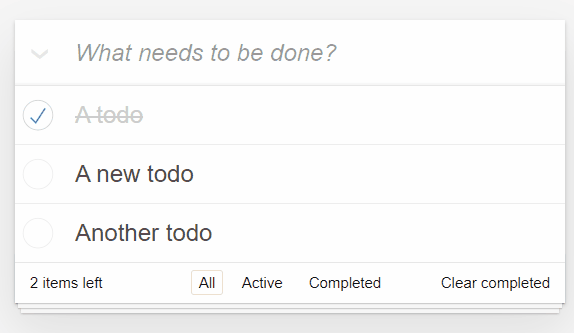 What needs to be done?
A todo
A new todo
Another todo
2 items left All Active Completed Clear completed